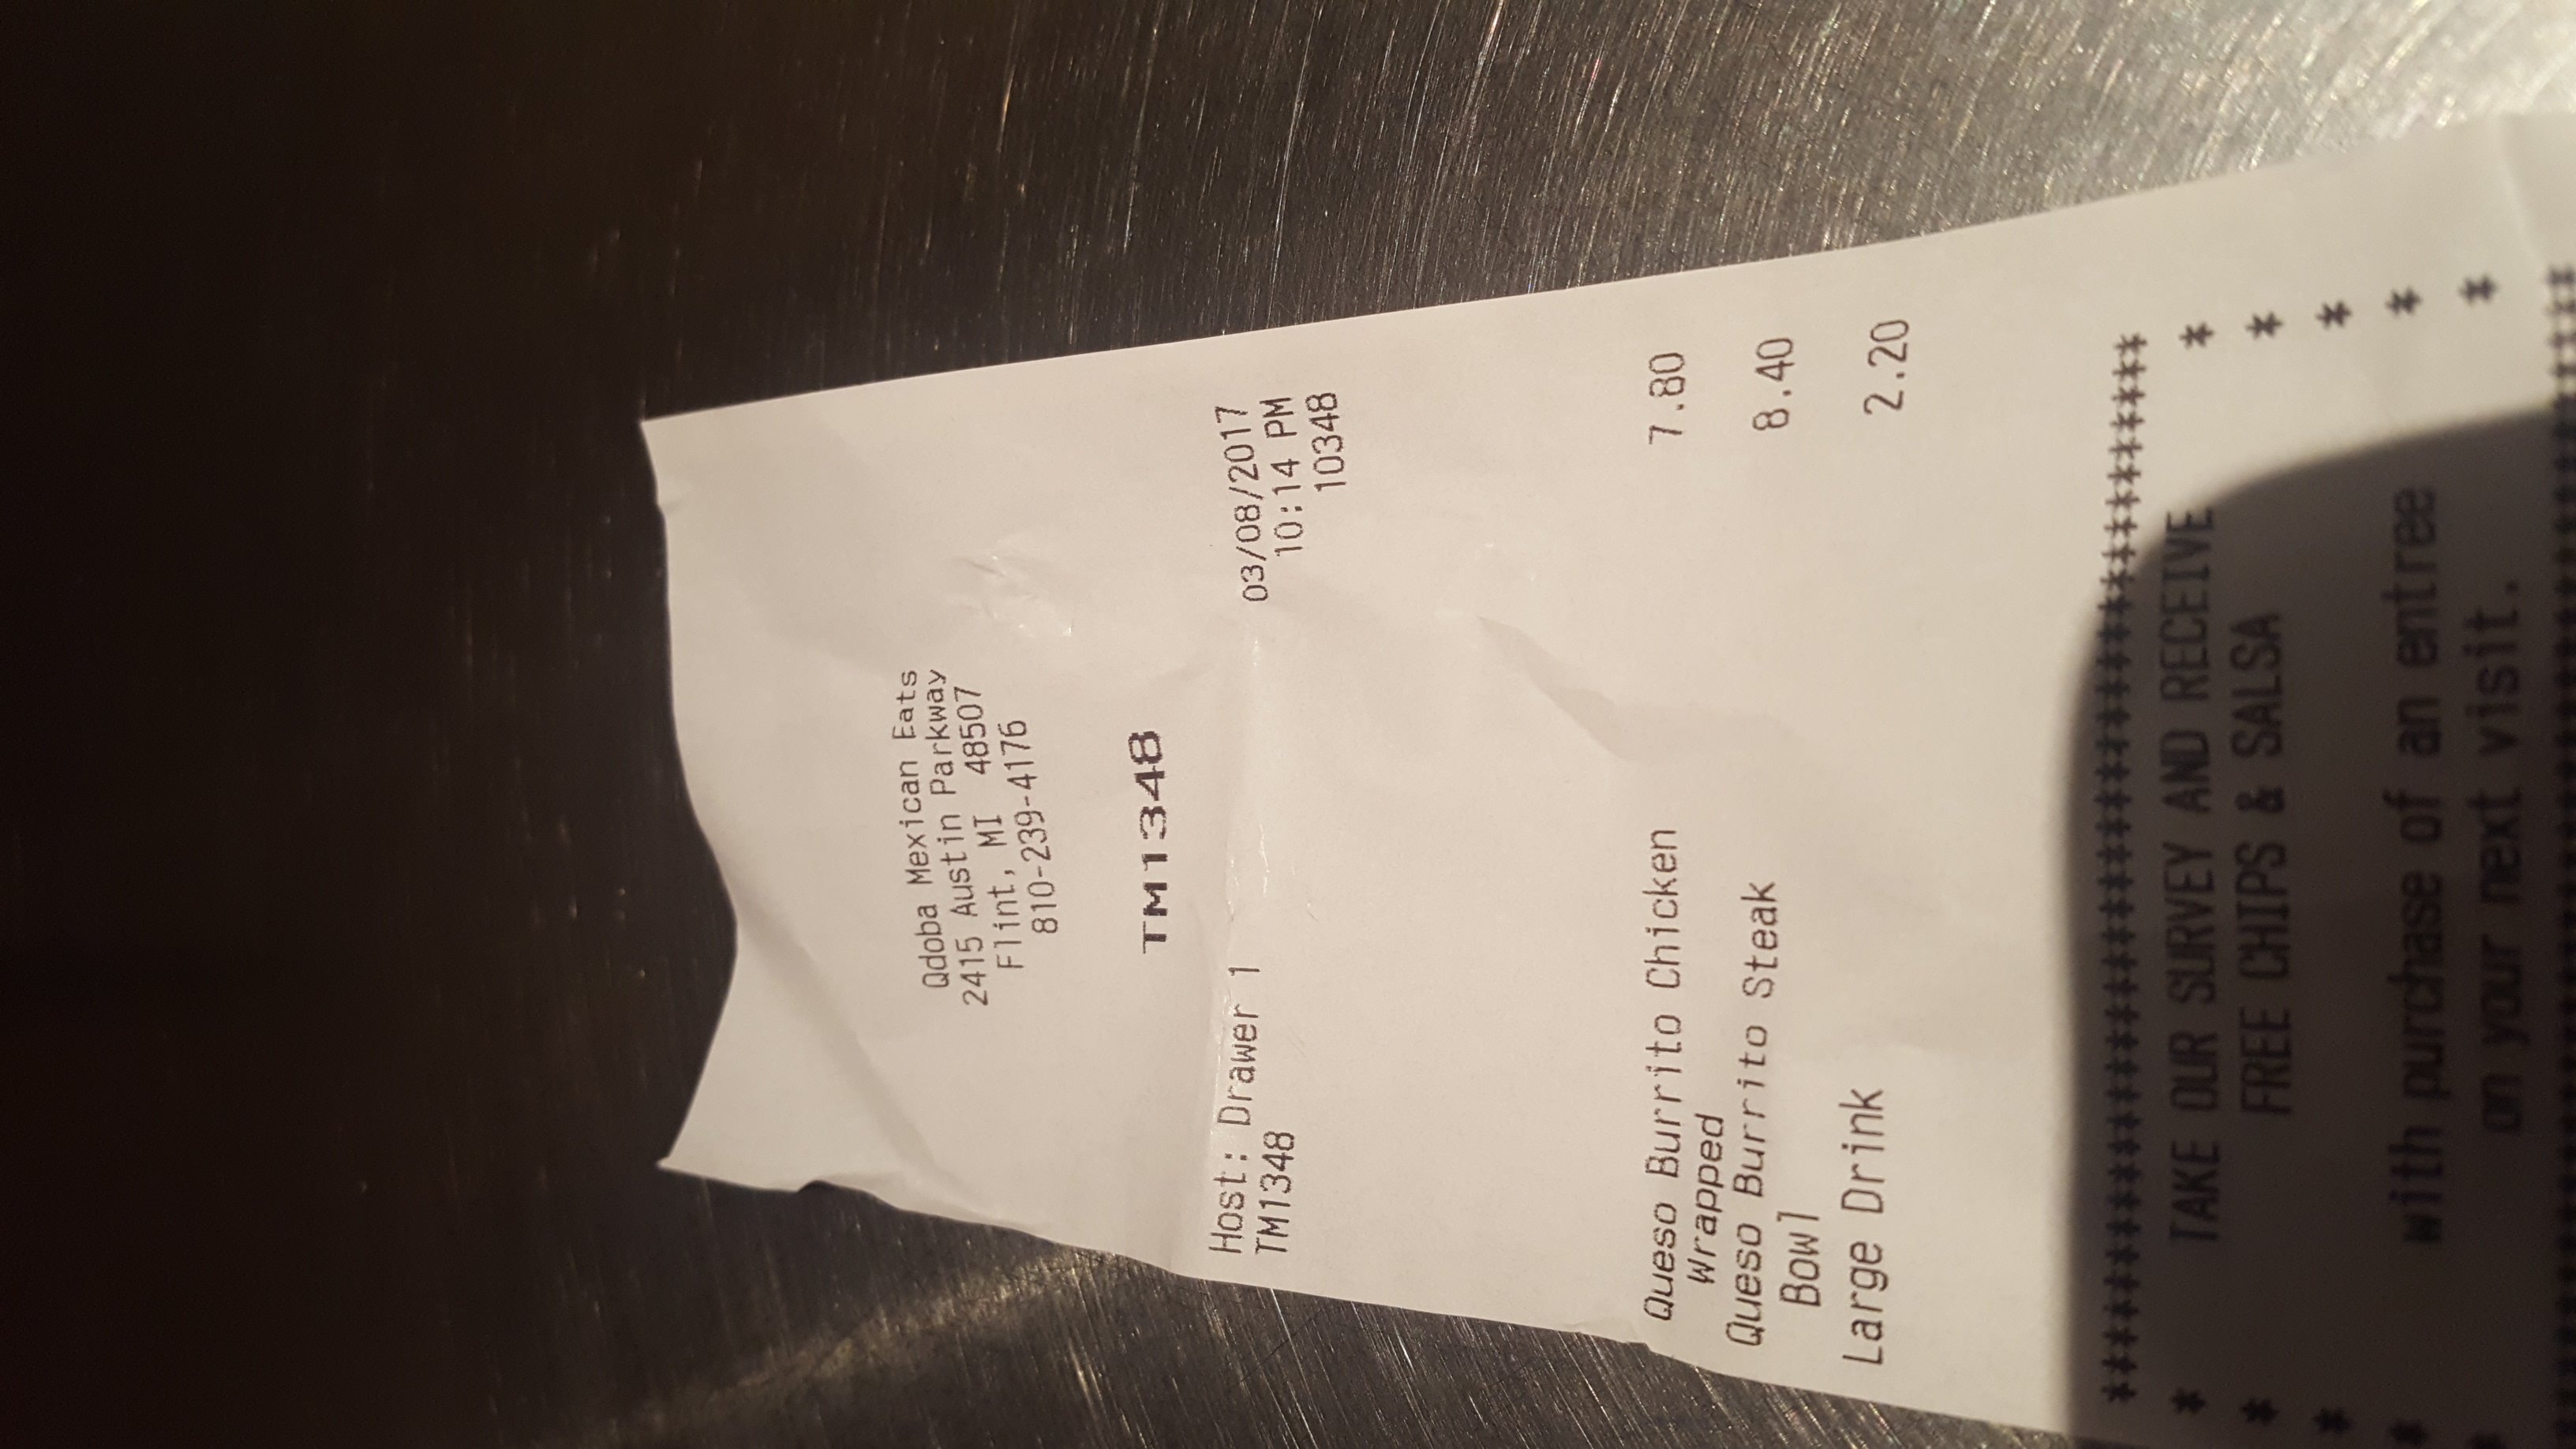 Qdoba Mexican Eats
2415 Austin Parkway
Flint, MI 48507
810-239-4176
TM1348
Host: Drawer 1 03/08/2017
TM1348 10:14 PM
10348
Queso Burrito Chicken 7.80
Wrapped
Queso Burrito Steak 8.40
Bowl
Large Drink 2.20
****************************************
* TAKE OUR SURVEY AND RECEIVE *
* FREE CHIPS & SALSA *
* *
* with purchase of an entree *
* on your next visit. *
****************************************